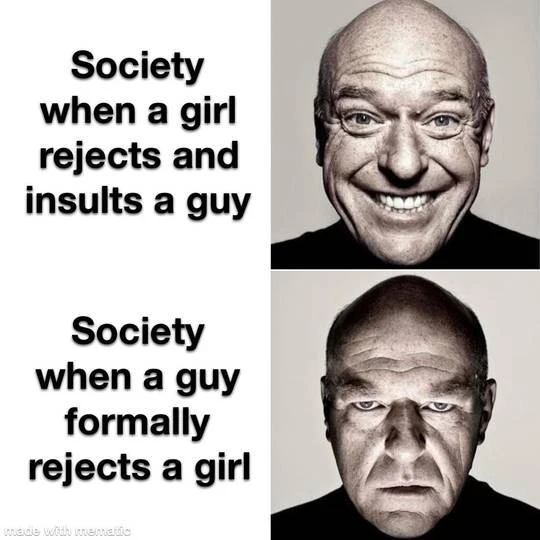 Society
when a girl
rejects and
insults a guy
Society
when a guy
formally
rejects a girl
made with mematic